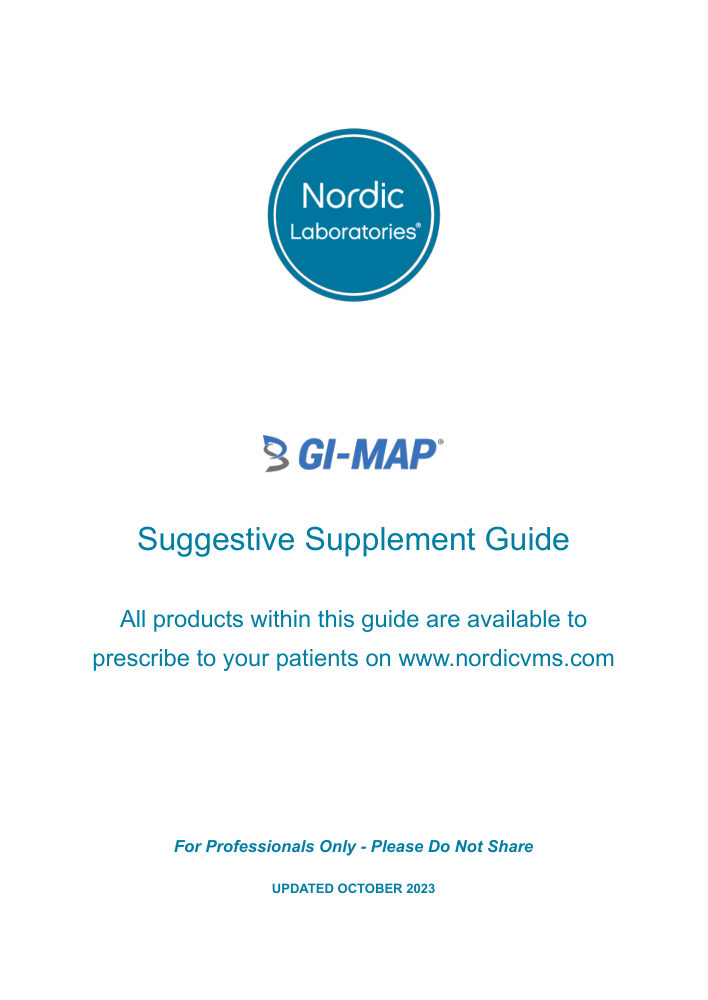 Nordic
Laboratories®
GI-MAP®
Suggestive Supplement Guide
All products within this guide are available to
prescribe to your patients on www.nordicvms.com
For Professionals Only - Please Do Not Share
UPDATED OCTOBER 2023